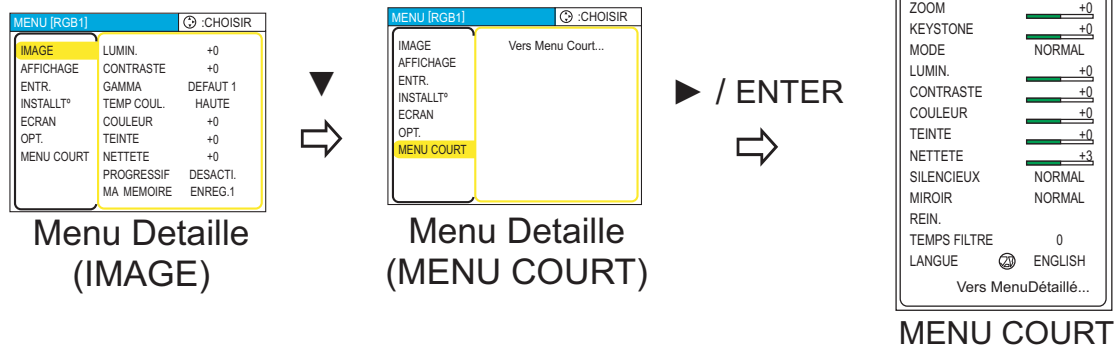 MENU [RGB1] :CHOISIR
IMAGE
AFFICHAGE
ENTR.
INSTALLTº
ECRAN
OPT.
MENU COURT
LUMIN. +0
CONTRASTE +0
GAMMA DEFAUT 1
TEMP COUL. HAUTE
COULEUR +0
TEINTE +0
NETTETE +0
PROGRESSIF DESACTI.
MA MEMOIRE ENREG.1
Menu Detaille
(IMAGE)
▼
MENU [RGB1] :CHOISIR
IMAGE
AFFICHAGE
ENTR.
INSTALLTº
ECRAN
OPT.
MENU COURT
Vers Menu Court...
Menu Detaille
(MENU COURT)
► / ENTER
ZOOM +0
KEYSTONE +0
MODE NORMAL
LUMIN. +0
CONTRASTE +0
COULEUR +0
TEINTE +0
NETTETE +3
SILENCIEUX NORMAL
MIROIR NORMAL
REIN.
TEMPS FILTRE 0
LANGUE ENGLISH
Vers MenuDétaillé...
MENU COURT